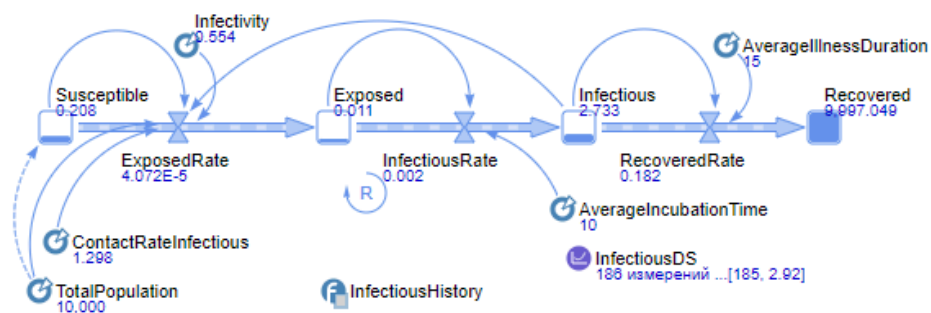 Infectivity
0.554
AverageIllnessDuration
15
Susceptible
0.208
Exposed
0.011
Infectious
2.733
Recovered
9,997.049
ExposedRate
4.072E-5
InfectiousRate
0.002
RecoveredRate
0.182
R
AverageIncubationTime
10
ContactRateInfectious
1.298
InfectiousDS
186 измерений ...[185, 2.92]
TotalPopulation
10.000
F
InfectiousHistory